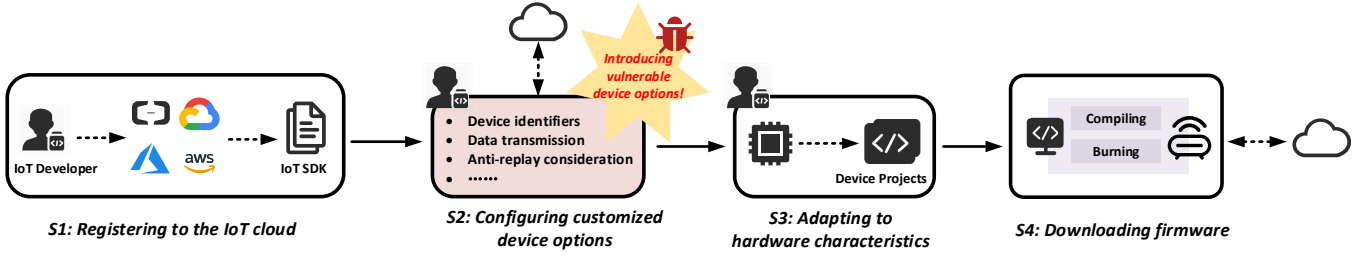 IoT Developer
aws
IoT SDK
S1: Registering to the IoT cloud
Introducing
vulnerable
device options!
• Device identifiers
• Data transmission
• Anti-replay consideration
• ······
S2: Configuring customized
device options
</>
Device Projects
S3: Adapting to
hardware characteristics
</>
Compiling
Burning
S4: Downloading firmware